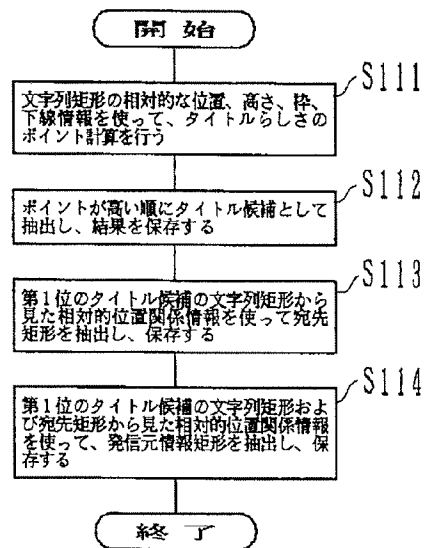 開始
S111
文字列矩形の相対的な位置、高さ、枠、
下線情報を使って、タイトルらしさの
ポイント計算を行う
S112
ポイントが高い順にタイトル候補として
抽出し、結果を保存する
S113
第1位のタイトル候補の文字列矩形から
見た相対的位置関係情報を使って宛先
矩形を抽出し、保存する
S114
第1位のタイトル候補の文字列矩形およ
び宛先矩形から見た相対的位置関係情報
を使って、発信元情報矩形を抽出し、保
存する
終了